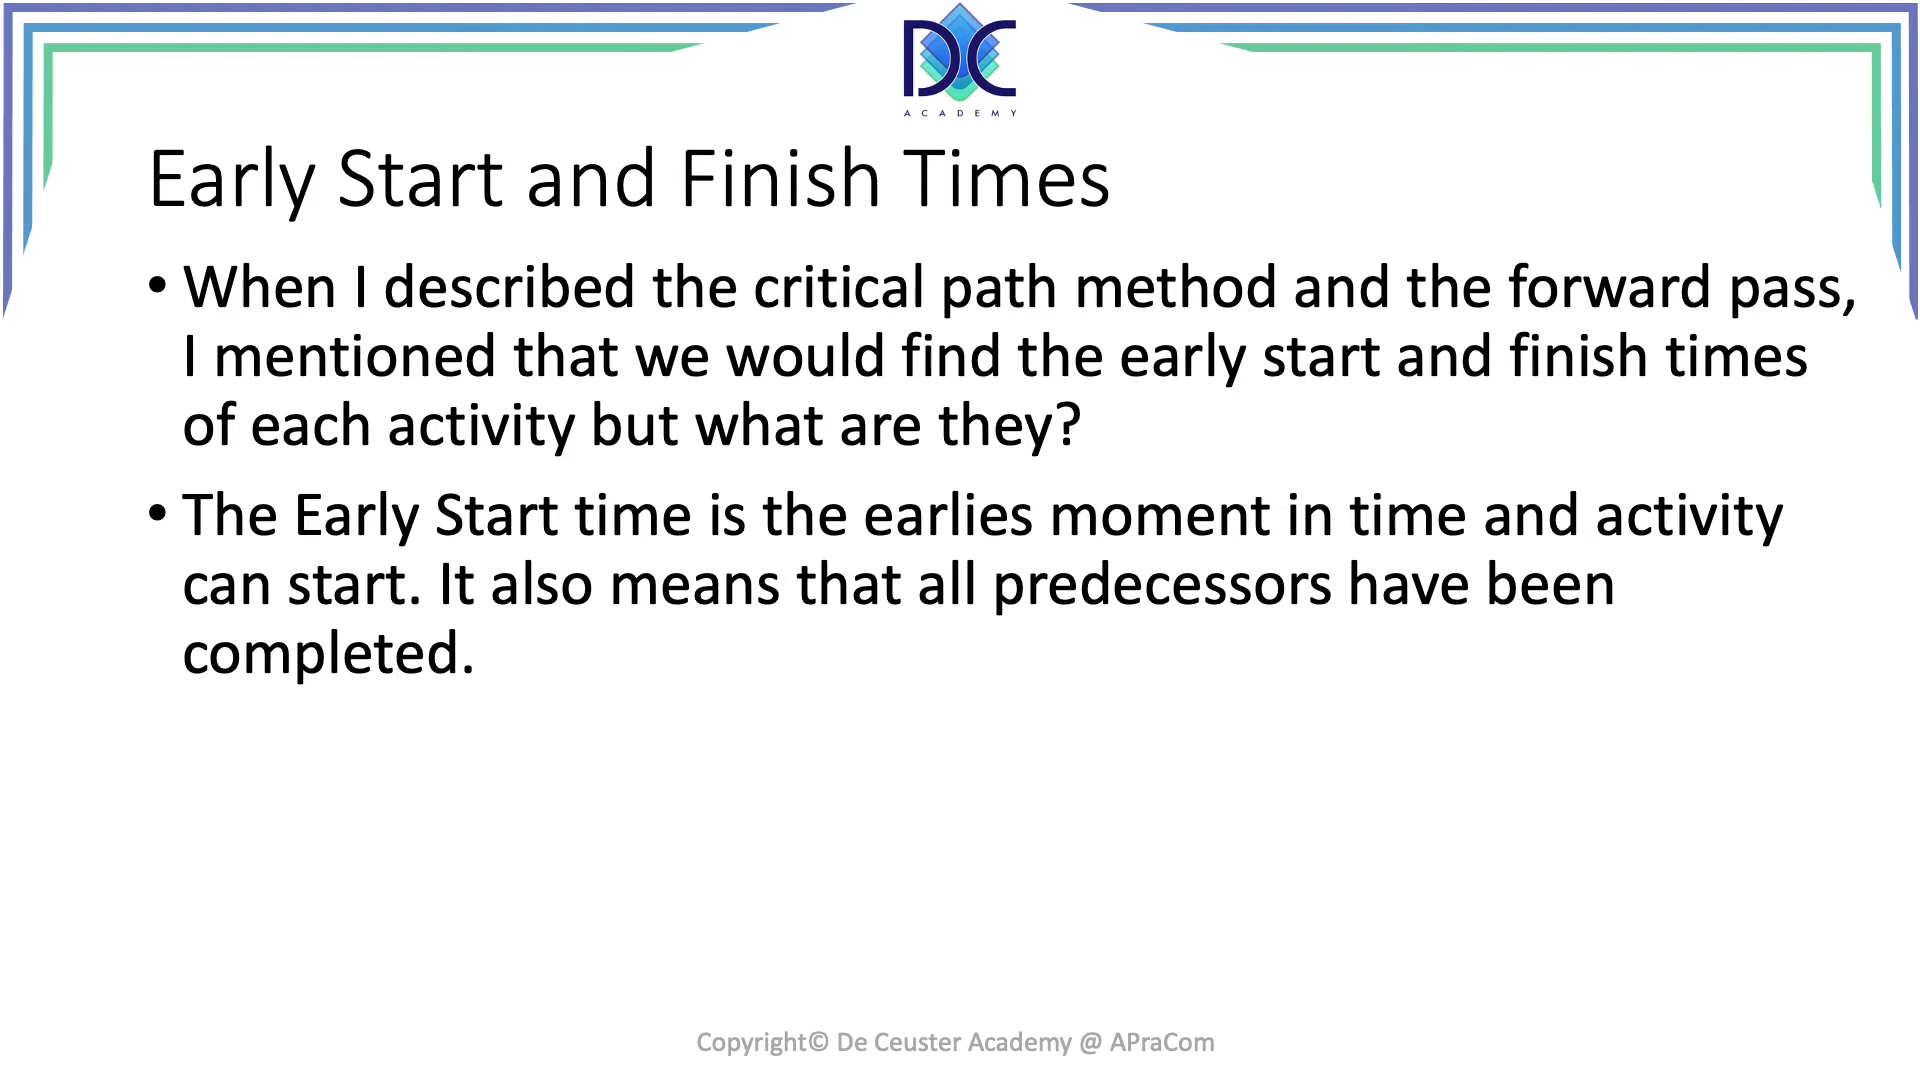 DC
ACADEMY
Early Start and Finish Times
• When I described the critical path method and the forward pass,
I mentioned that we would find the early start and finish times
of each activity but what are they?
• The Early Start time is the earlies moment in time and activity
can start. It also means that all predecessors have been
completed.
Copyright© De Ceuster Academy @ APraCom